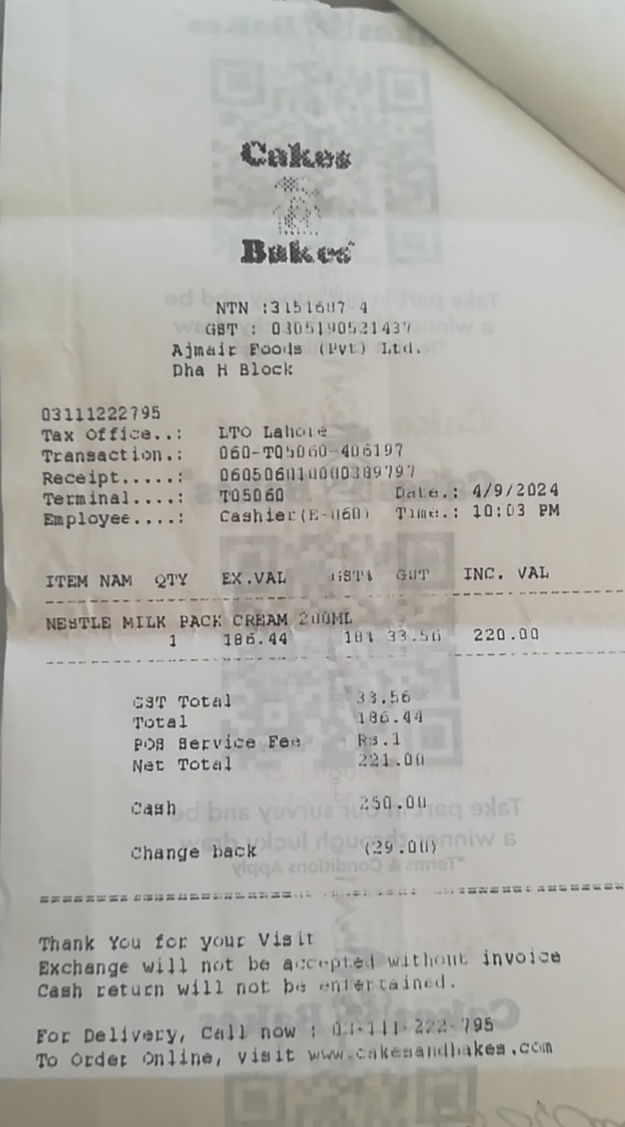 Cakes
Bakes
NTN :3151687-4
GST : 0305190521437
Ajmair Foods (Pvt) Ltd.
Dha H Block
03111222795
Tax Office..: LTO Lahore
Transaction.: 060-T05060-406197
Receipt.....: 060506010000389797
Terminal....: T05060 Date.: 4/9/2024
Employee....: Cashier(E-060) Time.: 10:03 PM
ITEM NAM QTY EX.VAL GST% GST INC. VAL
NESTLE MILK PACK CREAM 200ML
1 186.44 18% 33.56 220.00
GST Total 33.56
Total 186.44
POS Service Fee Rs.1
Net Total 221.00
Cash 250.00
Change back (29.00)
Thank You for your Visit
Exchange will not be accepted without invoice
Cash return will not be entertained.
For Delivery, Call now : 03-111-222-795
To Order Online, visit www.cakesandbakes.com